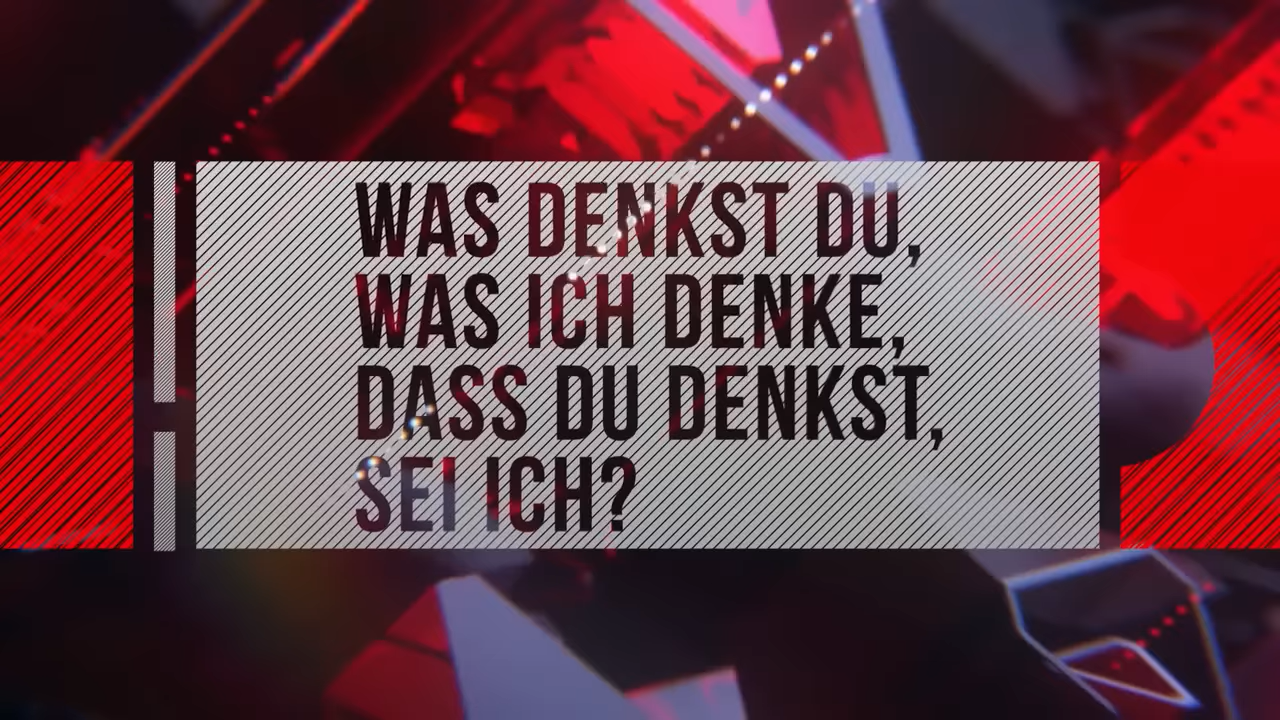 WAS DENKST DU,
WAS ICH DENKE,
DASS DU DENKST,
SEI ICH?